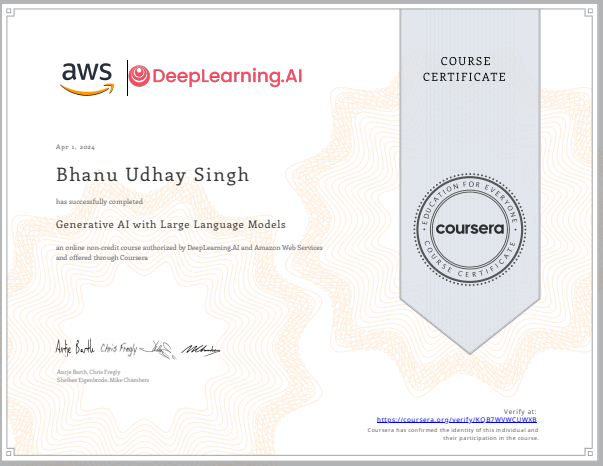 aws
DeepLearning.AI
COURSE
CERTIFICATE
Apr 1, 2024
Bhanu Udhay Singh
has successfully completed
Generative AI with Large Language Models
an online non-credit course authorized by DeepLearning.AI and Amazon Web Services
and offered through Coursera
EDUCATION FOR EVERYONE
coursera
COURSE CERTIFICATE
Antje Barth Chris Fregly
Antje Barth, Chris Fregly
Shelbee Eigenbrode, Mike Chambers
Verify at:
https://coursera.org/verify/KQB7WVWCUWXB
Coursera has confirmed the identity of this individual and
their participation in the course.